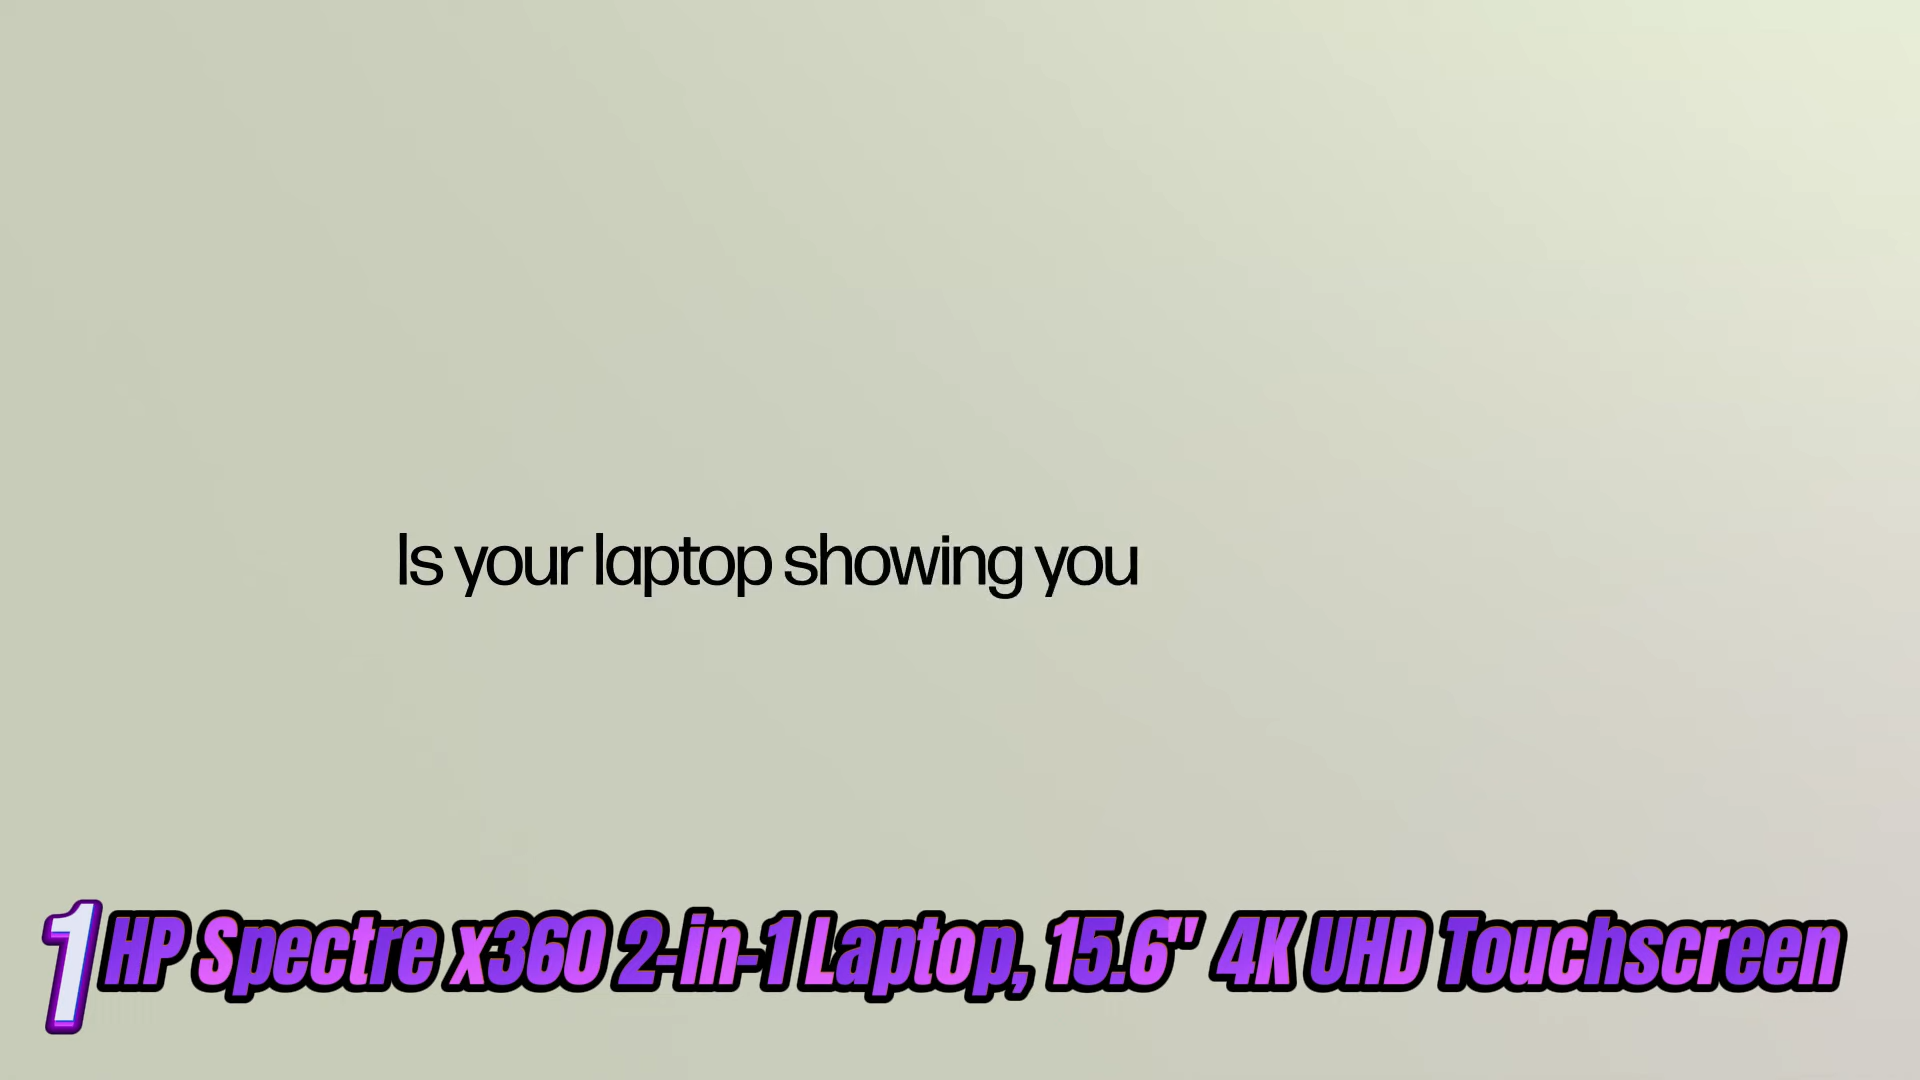 Is your laptop showing you
1 HP Spectre x360 2-in-1 Laptop, 15.6" 4K UHD Touchscreen